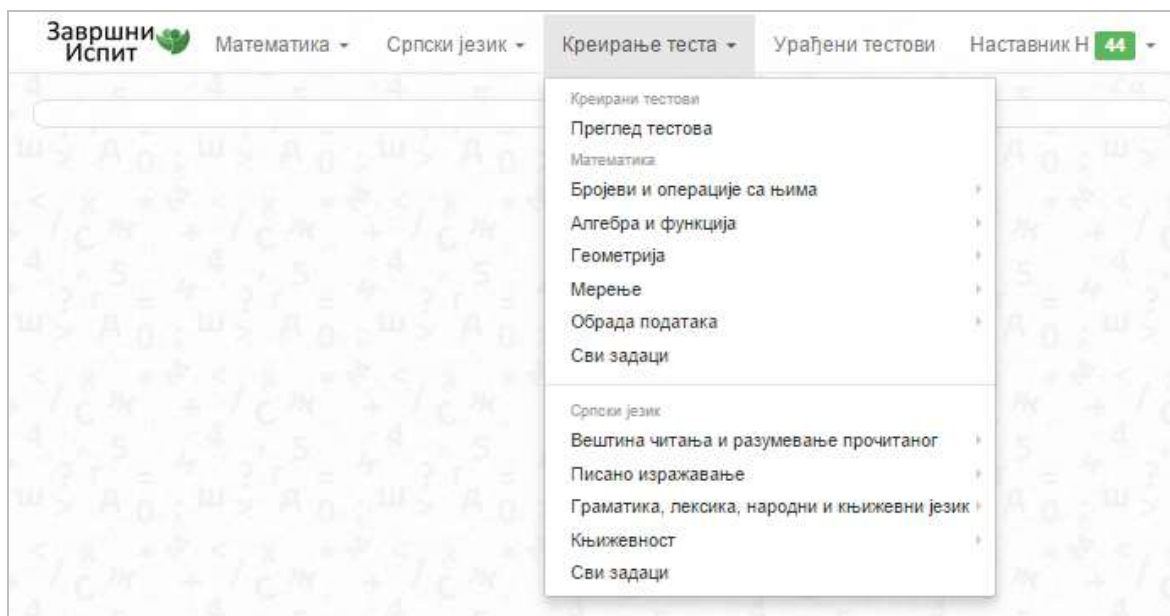 Завршни
Испит
Математика
Српски језик
Креирање теста
Урађени тестови
Наставник Н 44
Креирани тестови
Преглед тестова
Математика
Бројеви и операције са њима
Алгебра и функција
Геометрија
Мерење
Обрада података
Сви задаци
Српски језик
Вештина читања и разумевање прочитаног
Писано изражавање
Граматика, лексика, народни и књижевни језик
Књижевност
Сви задаци